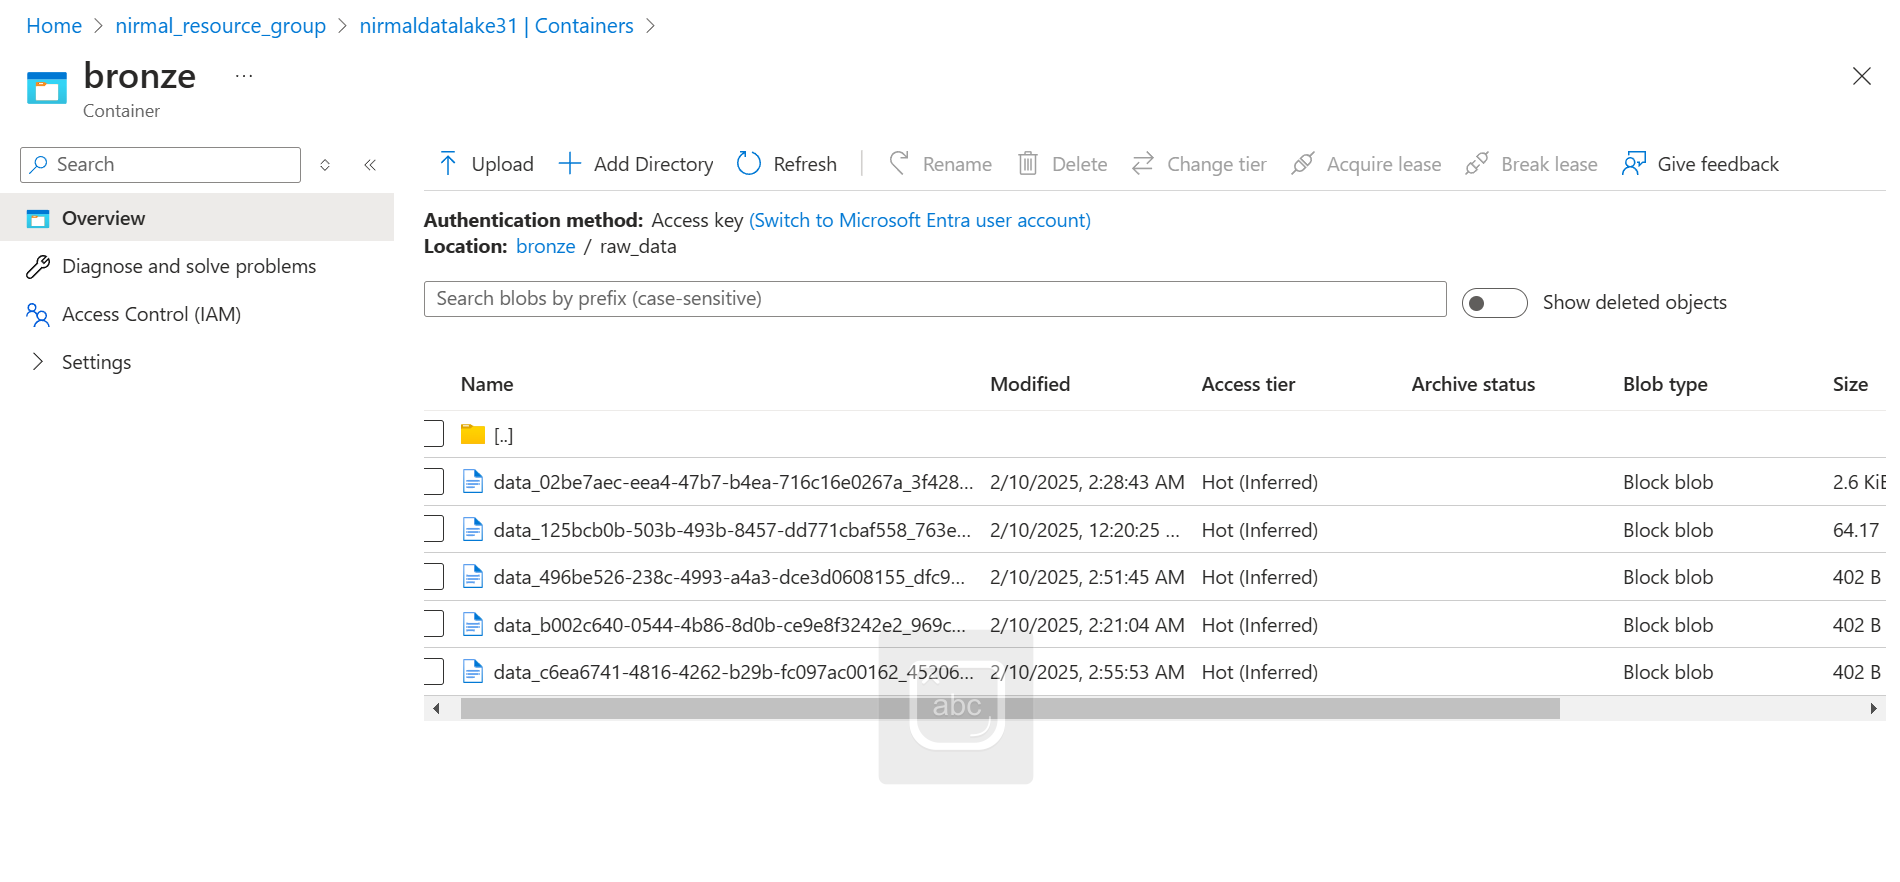 Home > nirmal_resource_group > nirmaldatalake31 | Containers >
bronze ...
Container
Search
Upload Add Directory Refresh Rename Delete Change tier Acquire lease Break lease Give feedback
Overview
Diagnose and solve problems
Access Control (IAM)
Settings
Authentication method: Access key (Switch to Microsoft Entra user account)
Location: bronze / raw_data
Search blobs by prefix (case-sensitive)
Show deleted objects
Name Modified Access tier Archive status Blob type Size
[..]
data_02be7aec-eea4-47b7-b4ea-716c16e0267a_3f428... 2/10/2025, 2:28:43 AM Hot (Inferred) Block blob 2.6 KiB
data_125bcb0b-503b-493b-8457-dd771cbaf558_763e... 2/10/2025, 12:20:25 ... Hot (Inferred) Block blob 64.17
data_496be526-238c-4993-a4a3-dce3d0608155_dfc9... 2/10/2025, 2:51:45 AM Hot (Inferred) Block blob 402 B
data_b002c640-0544-4b86-8d0b-ce9e8f3242e2_969c... 2/10/2025, 2:21:04 AM Hot (Inferred) Block blob 402 B
data_c6ea6741-4816-4262-b29b-fc097ac00162_45206... 2/10/2025, 2:55:53 AM Hot (Inferred) Block blob 402 B
abc